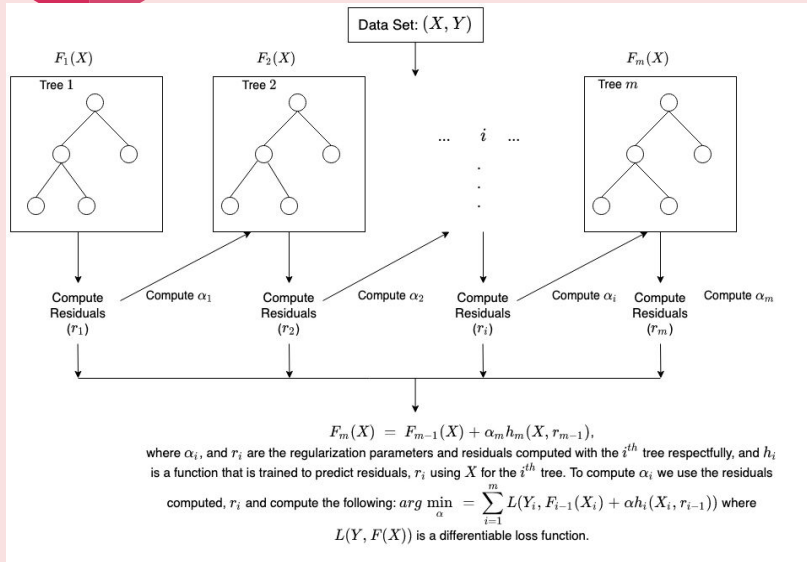 Data Set: (X, Y)
F₁(X)
F₂(X)
Fₘ(X)
Tree 1
Tree 2
Tree m
... i ...
.
.
.
Compute α₁
Compute α₂
Compute αᵢ
Compute αₘ
Compute
Residuals
(r₁)
Compute
Residuals
(r₂)
Compute
Residuals
(rᵢ)
Compute
Residuals
(rₘ)
Fₘ(X) = Fₘ₋₁(X) + αₘhₘ(X, rₘ₋₁),
where αᵢ, and rᵢ are the regularization parameters and residuals computed with the iᵗʰ tree respectfully, and hᵢ
is a function that is trained to predict residuals, rᵢ using X for the iᵗʰ tree. To compute αᵢ we use the residuals
computed, rᵢ and compute the following: arg min_α = ∑_{i=1}^{m} L(Yᵢ, Fᵢ₋₁(Xᵢ) + αhᵢ(Xᵢ, rᵢ₋₁)) where
L(Y, F(X)) is a differentiable loss function.